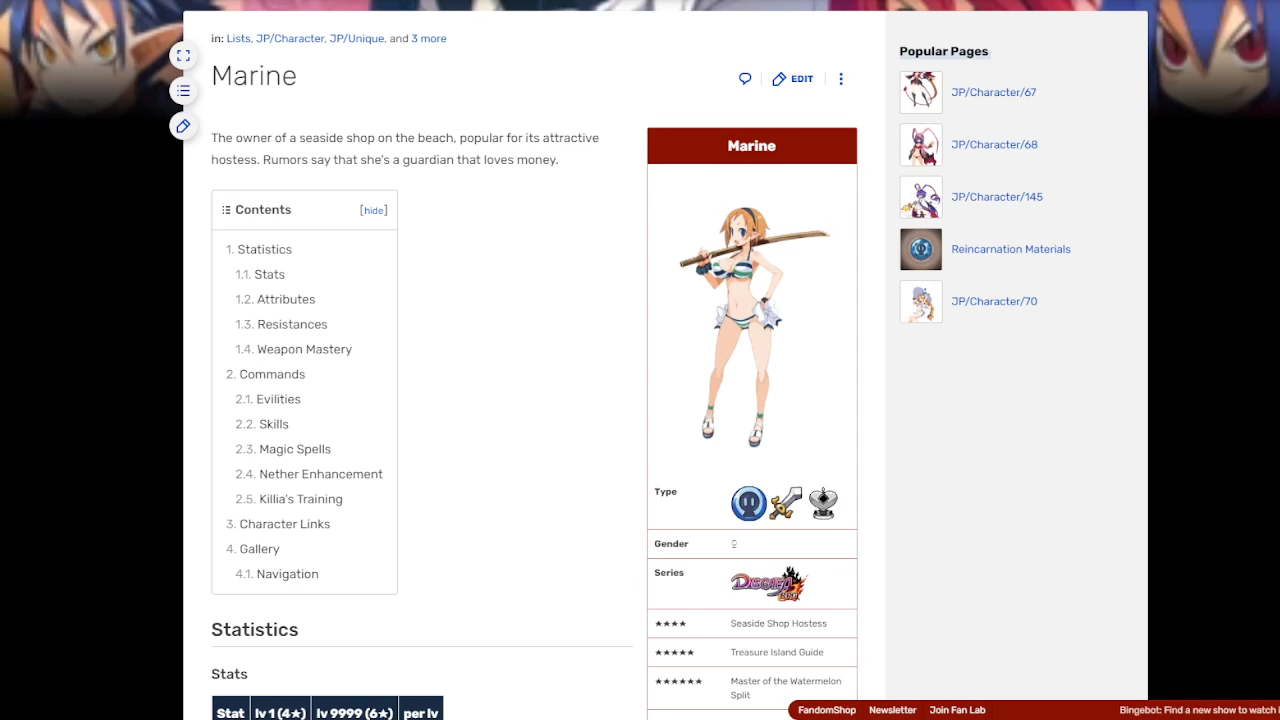 in: Lists, JP/Character, JP/Unique, and 3 more
Marine
EDIT
The owner of a seaside shop on the beach, popular for its attractive
hostess. Rumors say that she's a guardian that loves money.
Contents [hide]
1. Statistics
1.1. Stats
1.2. Attributes
1.3. Resistances
1.4. Weapon Mastery
2. Commands
2.1. Evilities
2.2. Skills
2.3. Magic Spells
2.4. Nether Enhancement
2.5. Killia's Training
3. Character Links
4. Gallery
4.1. Navigation
Statistics
Stats
Stat lv 1 (4★) lv 9999 (6★) per lv
Marine
Type
Gender ♀
Series DISGAEA RPG
★★★★ Seaside Shop Hostess
★★★★★ Treasure Island Guide
★★★★★★ Master of the Watermelon
Split
Popular Pages
JP/Character/67
JP/Character/68
JP/Character/145
Reincarnation Materials
JP/Character/70
FandomShop Newsletter Join Fan Lab Bingebot: Find a new show to watch